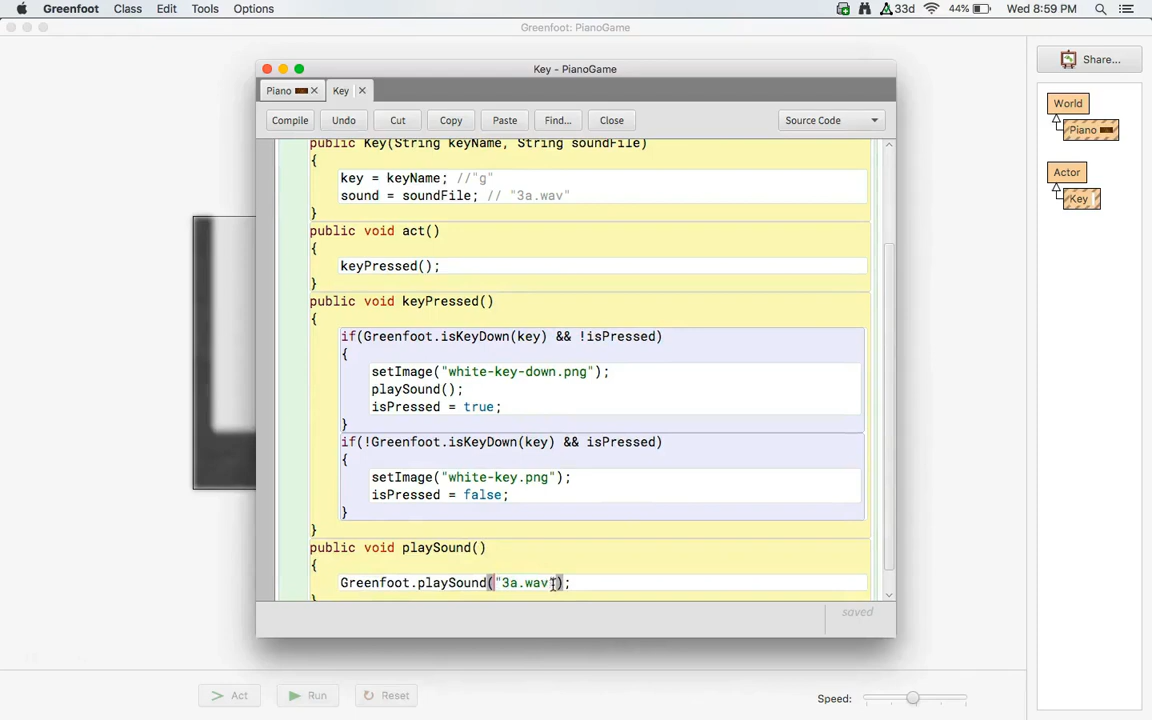 Greenfoot Class Edit Tools Options 33d 44% Wed 8:59 PM
Greenfoot: PianoGame
Key - PianoGame
Share...
Piano Key
Compile Undo Cut Copy Paste Find... Close Source Code
World
Piano
Actor
Key
public Key(String keyName, String soundFile)
{
key = keyName; //"g"
sound = soundFile; // "3a.wav"
}
public void act()
{
keyPressed();
}
public void keyPressed()
{
if(Greenfoot.isKeyDown(key) && !isPressed)
{
setImage("white-key-down.png");
playSound();
isPressed = true;
}
if(!Greenfoot.isKeyDown(key) && isPressed)
{
setImage("white-key.png");
isPressed = false;
}
}
public void playSound()
{
Greenfoot.playSound("3a.wav");
}
saved
Act Run Reset Speed: